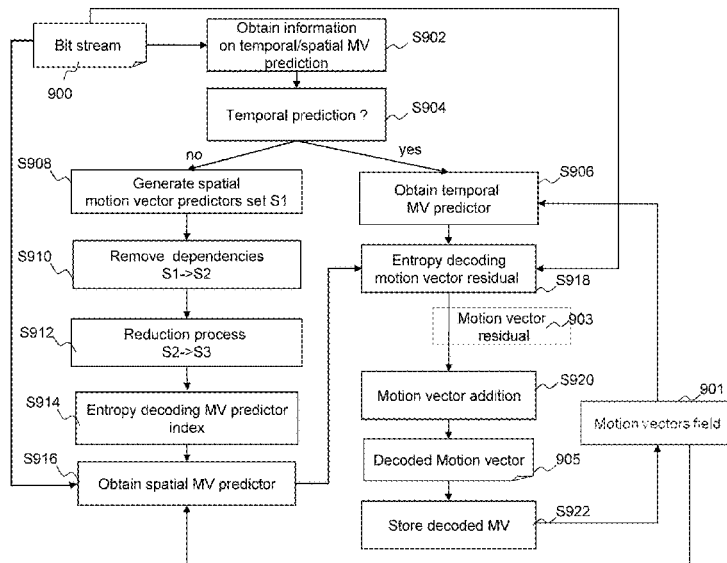 Bit stream
900
Obtain information
on temporal/spatial MV
prediction
S902
Temporal prediction ?
S904
no
yes
S908
Generate spatial
motion vector predictors set S1
S906
Obtain temporal
MV predictor
S910
Remove dependencies
S1->S2
Entropy decoding
motion vector residual
S918
S912
Reduction process
S2->S3
Motion vector
residual
903
S914
Entropy decoding MV predictor
index
S920
Motion vector addition
901
Motion vectors field
S916
Obtain spatial MV predictor
Decoded Motion vector
905
Store decoded MV
S922